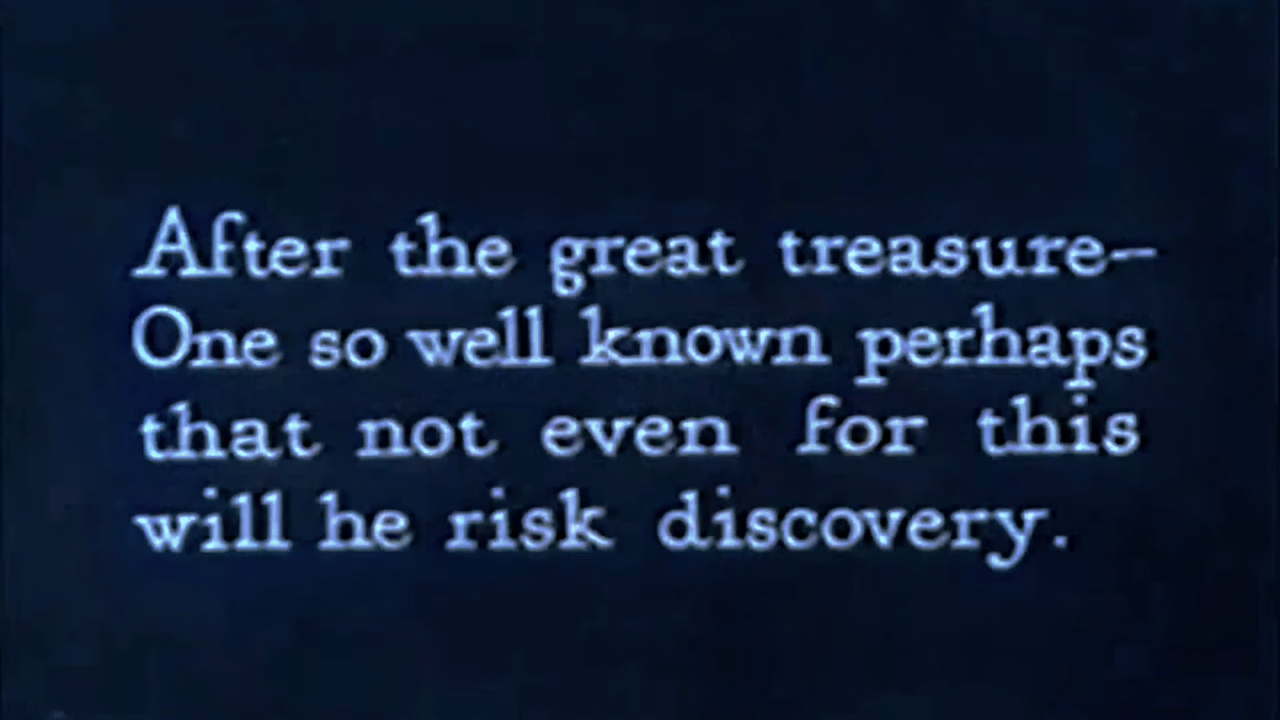 After the great treasure—
One so well known perhaps
that not even for this
will he risk discovery.